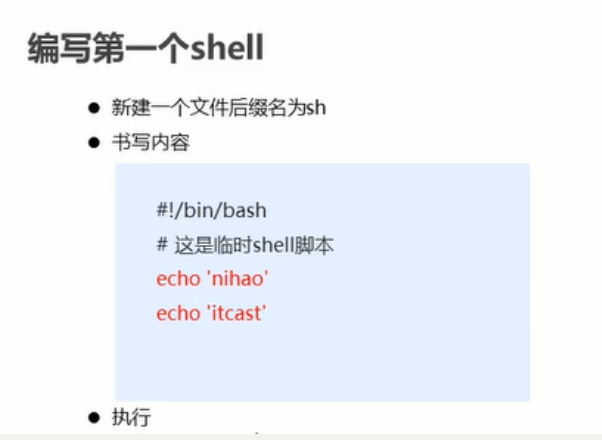 编写第一个shell
● 新建一个文件后缀名为sh
● 书写内容
#!/bin/bash
# 这是临时shell脚本
echo 'nihao'
echo 'itcast'
● 执行